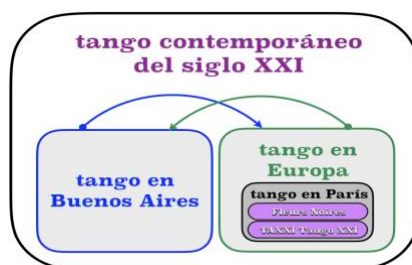 tango contemporáneo
del siglo XXI
tango en
Buenos Aires
tango en
Europa
tango en París
Fleurs Noires
TAXXI Tango XXI